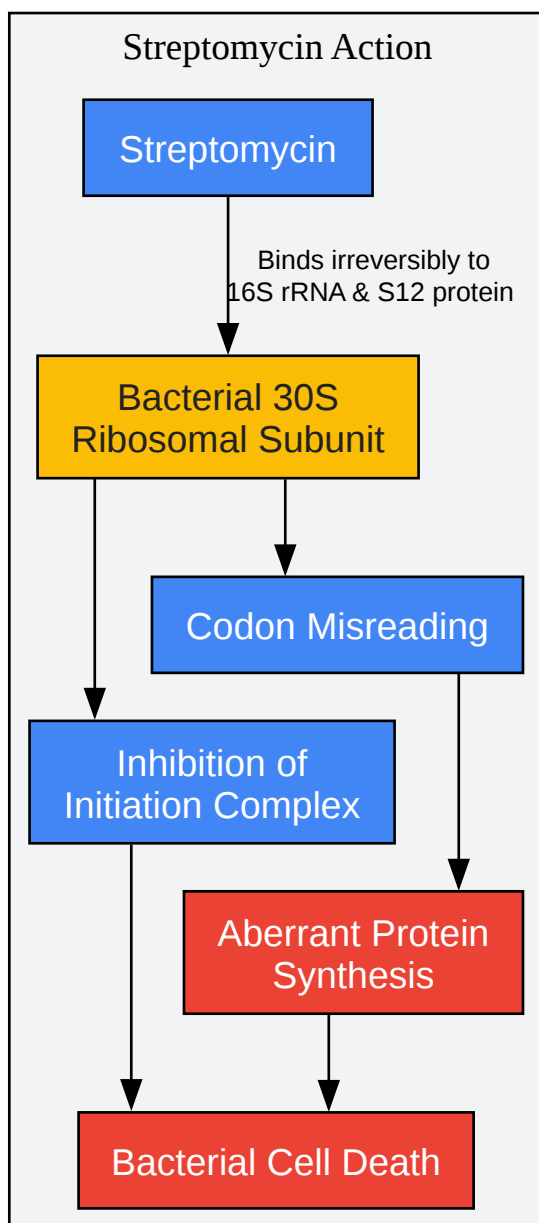 Streptomycin Action
Streptomycin
Binds irreversibly to
16S rRNA & S12 protein
Bacterial 30S
Ribosomal Subunit
Codon Misreading
Inhibition of
Initiation Complex
Aberrant Protein
Synthesis
Bacterial Cell Death